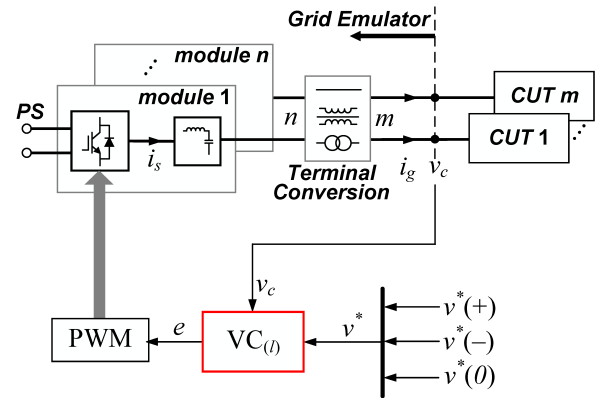 Grid Emulator
module n
module 1
PS
i_s
n
m
Terminal
Conversion
i_g
v_c
CUT m
CUT 1
v_c
PWM
e
VC_(l)
v^*
v^*(+)
v^*(–)
v^*(0)